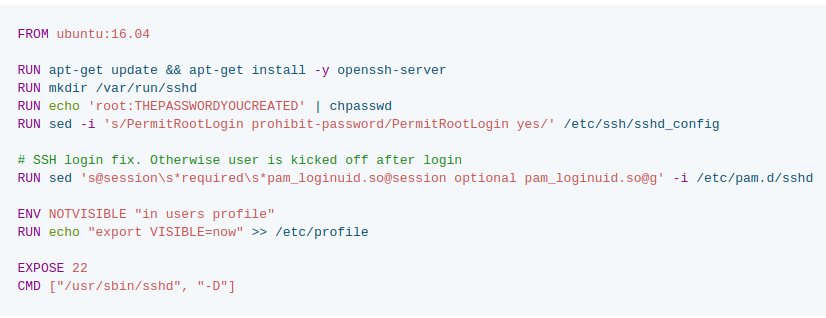 FROM ubuntu:16.04
RUN apt-get update && apt-get install -y openssh-server
RUN mkdir /var/run/sshd
RUN echo 'root:THEPASSWORDYOUCREATED' | chpasswd
RUN sed -i 's/PermitRootLogin prohibit-password/PermitRootLogin yes/' /etc/ssh/sshd_config
# SSH login fix. Otherwise user is kicked off after login
RUN sed 's@session\s*required\s*pam_loginuid.so@session optional pam_loginuid.so@g' -i /etc/pam.d/sshd
ENV NOTVISIBLE "in users profile"
RUN echo "export VISIBLE=now" >> /etc/profile
EXPOSE 22
CMD ["/usr/sbin/sshd", "-D"]